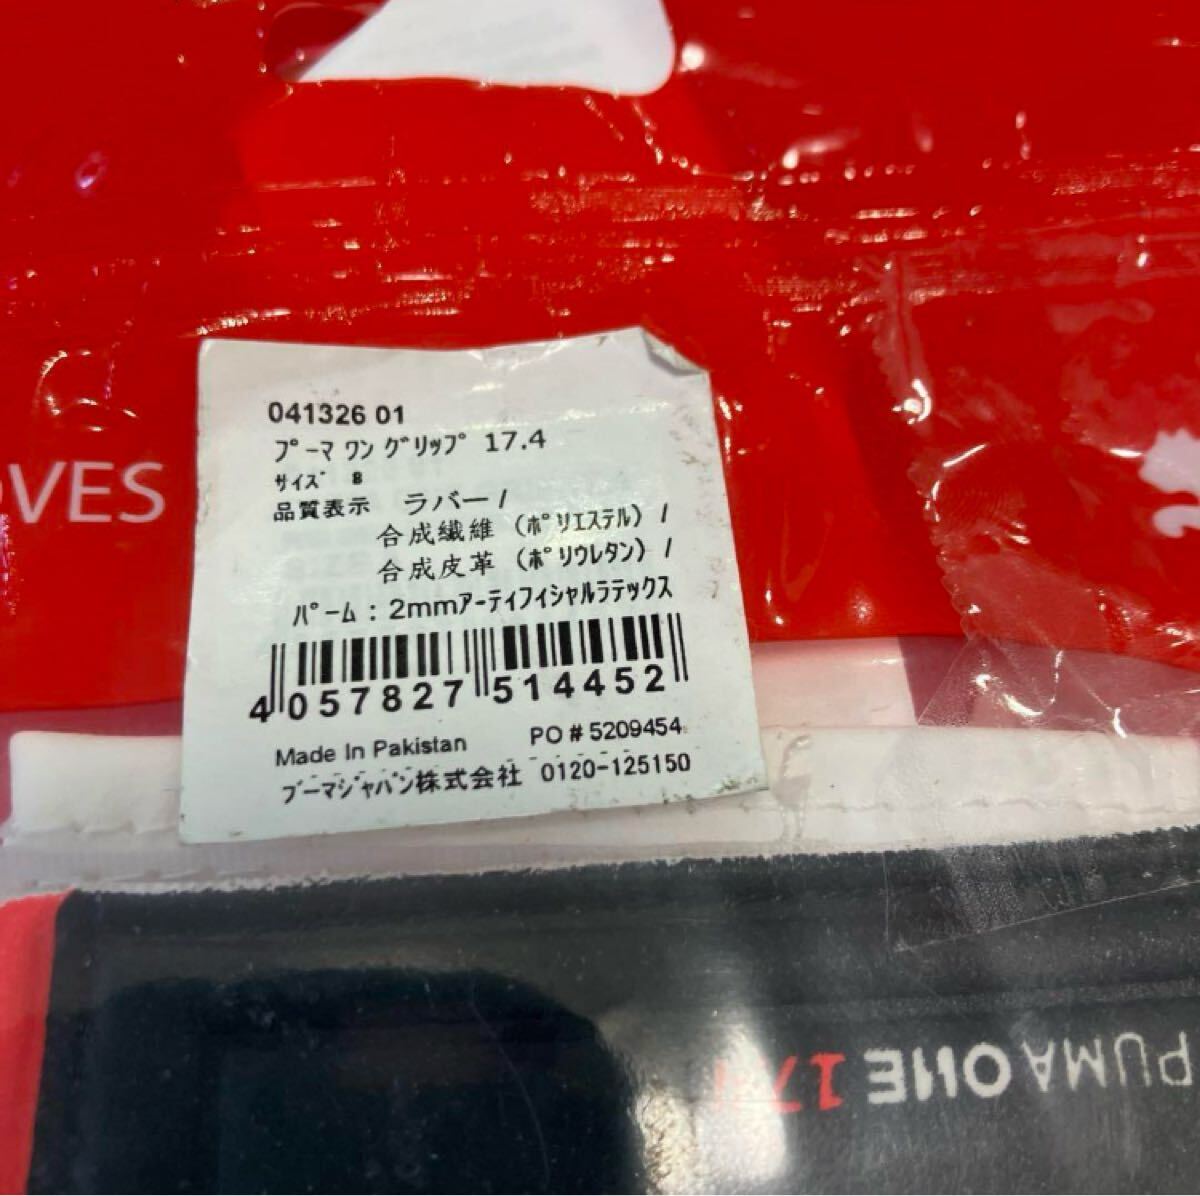 041326 01
プーマ ワン グリップ 17.4
サイズ 8
品質表示 ラバー /
合成繊維 (ポリエステル) /
合成皮革 (ポリウレタン) /
パーム : 2mmアーティフィシャルラテックス
4 057827 514452
Made In Pakistan PO # 5209454
プーマジャパン株式会社 0120-125150
OVES
PUMA ONE 17.4